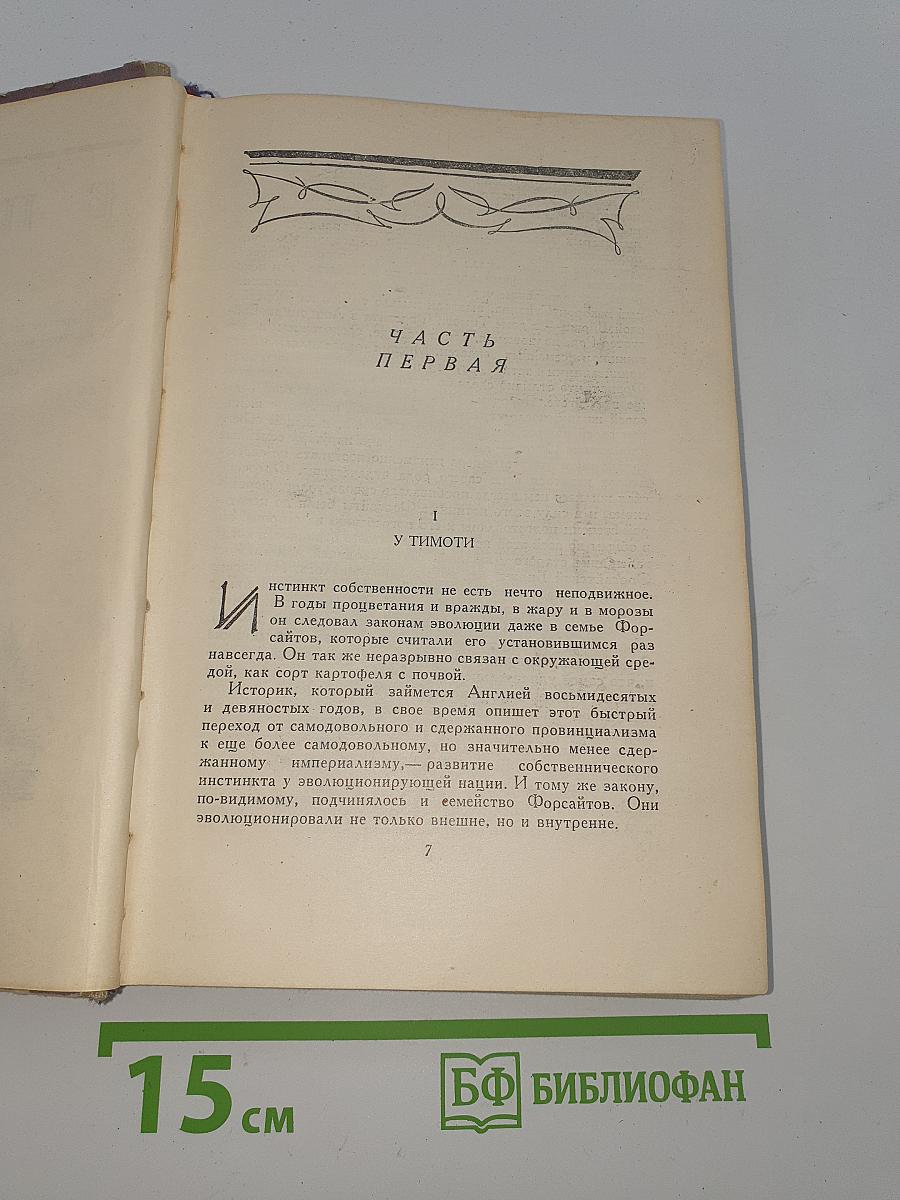 ЧАСТЬ
ПЕРВАЯ
I
У ТИМОТИ
Инстинкт собственности не есть нечто неподвижное.
В годы процветания и вражды, в жару и в морозы
он следовал законам эволюции даже в семье Фор-
сайтов, которые считали его установившимся раз
навсегда. Он так же неразрывно связан с окружающей сре-
дой, как сорт картофеля с почвой.
Историк, который займется Англией восьмидесятых
и девяностых годов, в свое время опишет этот быстрый
переход от самодовольного и сдержанного провинциализма
к еще более самодовольному, но значительно менее сдер-
жанному империализму,— развитие собственнического
инстинкта у эволюционирующей нации. И тому же закону,
по-видимому, подчинялось и семейство Форсайтов. Они
эволюционировали не только внешне, но и внутренне.
7
15 см
БФ БИБЛИОФАН